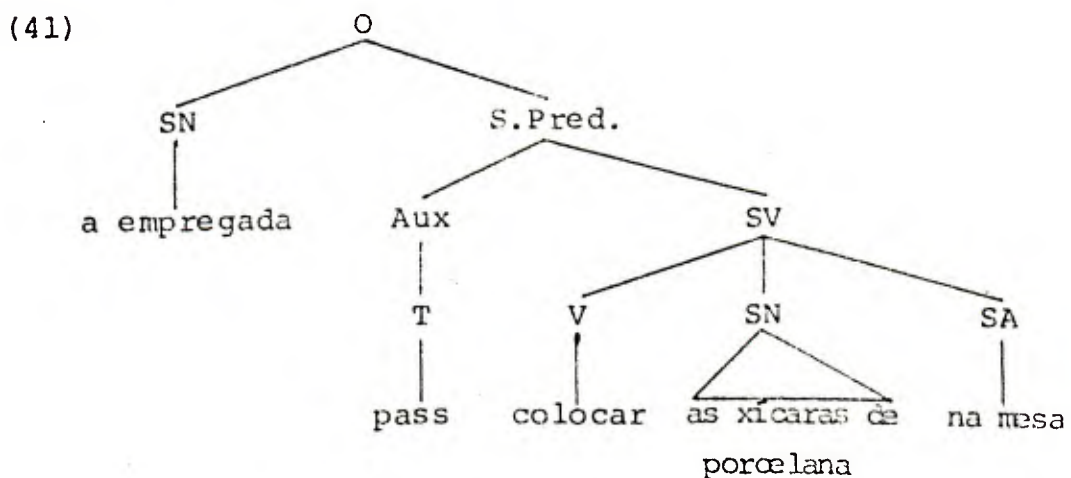 (41) O
SN S.Pred.
a empregada Aux SV
T V SN SA
pass colocar as xícaras de na mesa
porcelana